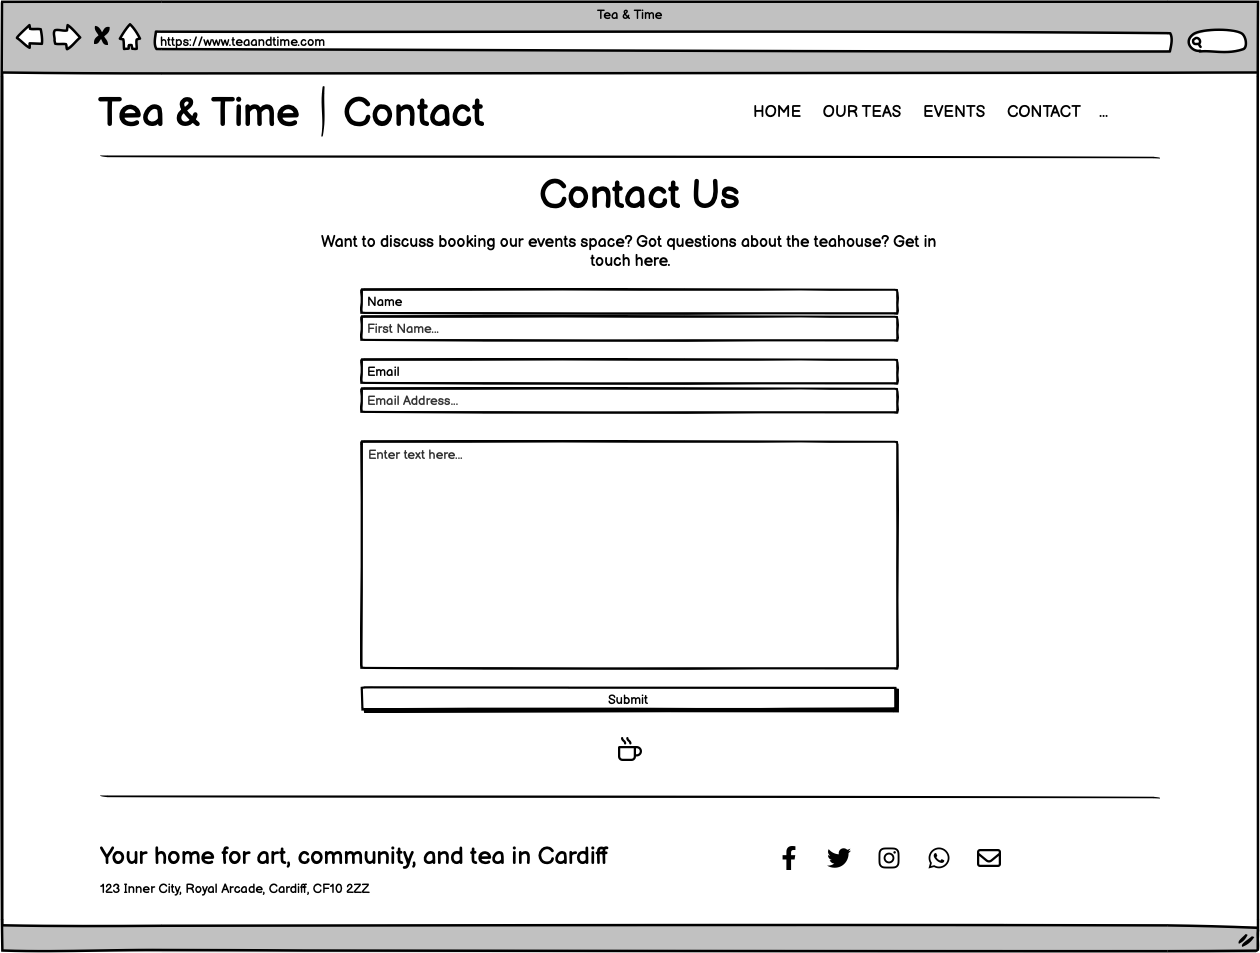 Tea & Time
https://www.teaandtime.com
Tea & Time | Contact
HOME OUR TEAS EVENTS CONTACT ...
Contact Us
Want to discuss booking our events space? Got questions about the teahouse? Get in
touch here.
Name
First Name...
Email
Email Address...
Enter text here...
Submit
Your home for art, community, and tea in Cardiff
123 Inner City, Royal Arcade, Cardiff, CF10 2ZZ